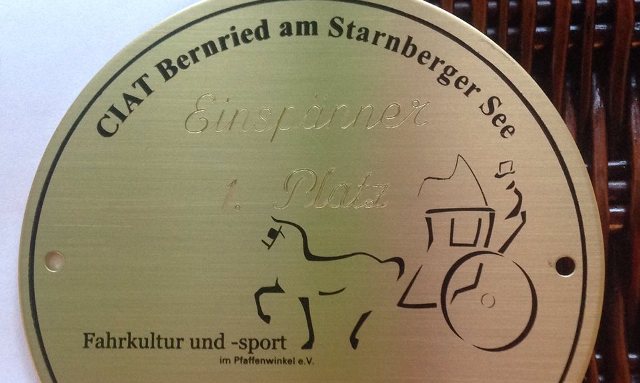 CIAT Bernried am Starnberger See
Einspänner
1. Platz
Fahrkultur und -sport
im Pfaffenwinkel e.V.